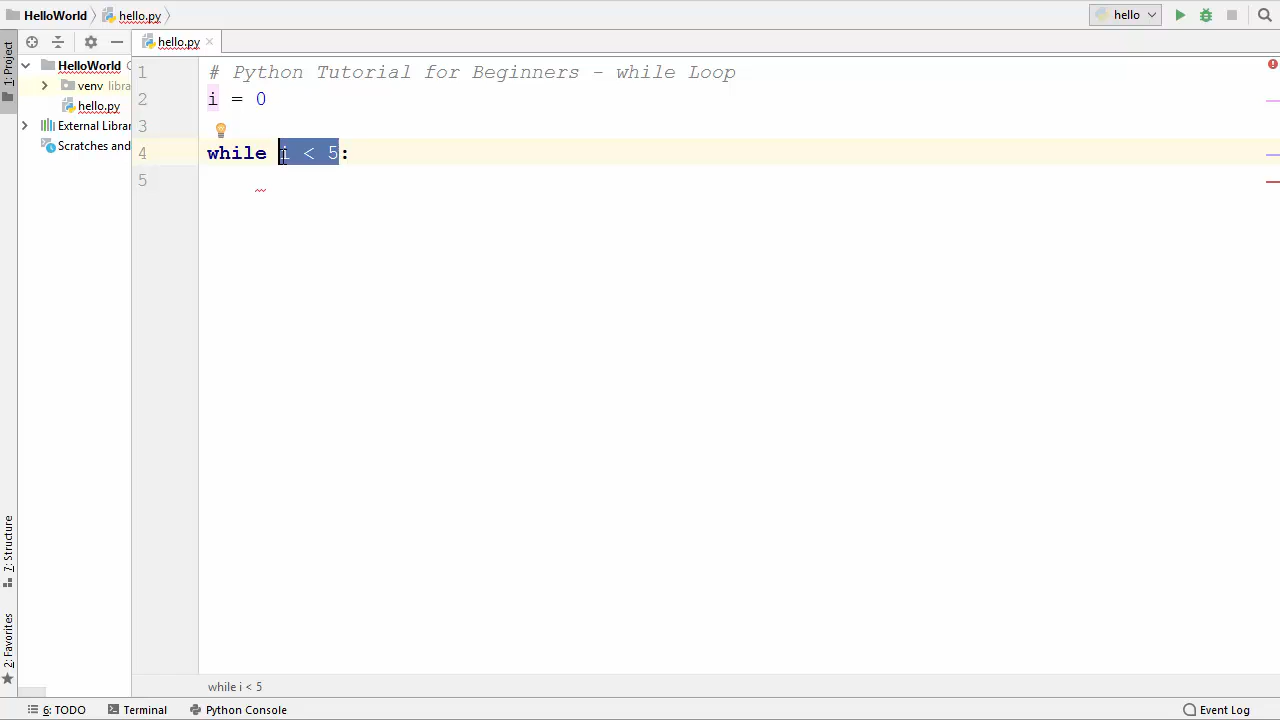 HelloWorld hello.py
hello
1: Project
hello.py
HelloWorld
venv libra
hello.py
External Librar
Scratches and
1 # Python Tutorial for Beginners - while Loop
2 i = 0
3
4 while i < 5:
5
7: Structure
2: Favorites
while i < 5
6: TODO Terminal Python Console Event Log